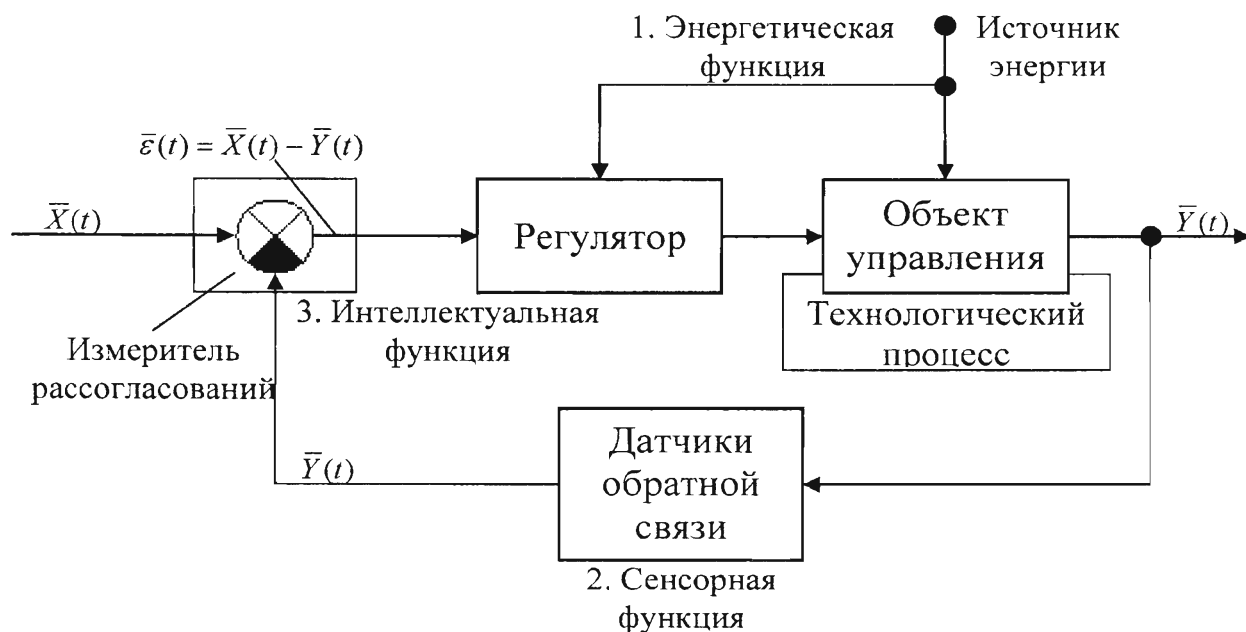 1. Энергетическая
функция
Источник
энергии
ε̅(t) = X̅(t) − Y̅(t)
X̅(t)
Регулятор
Объект
управления
Y̅(t)
3. Интеллектуальная
функция
Технологический
процесс
Измеритель
рассогласований
Y̅(t)
Датчики
обратной
связи
2. Сенсорная
функция